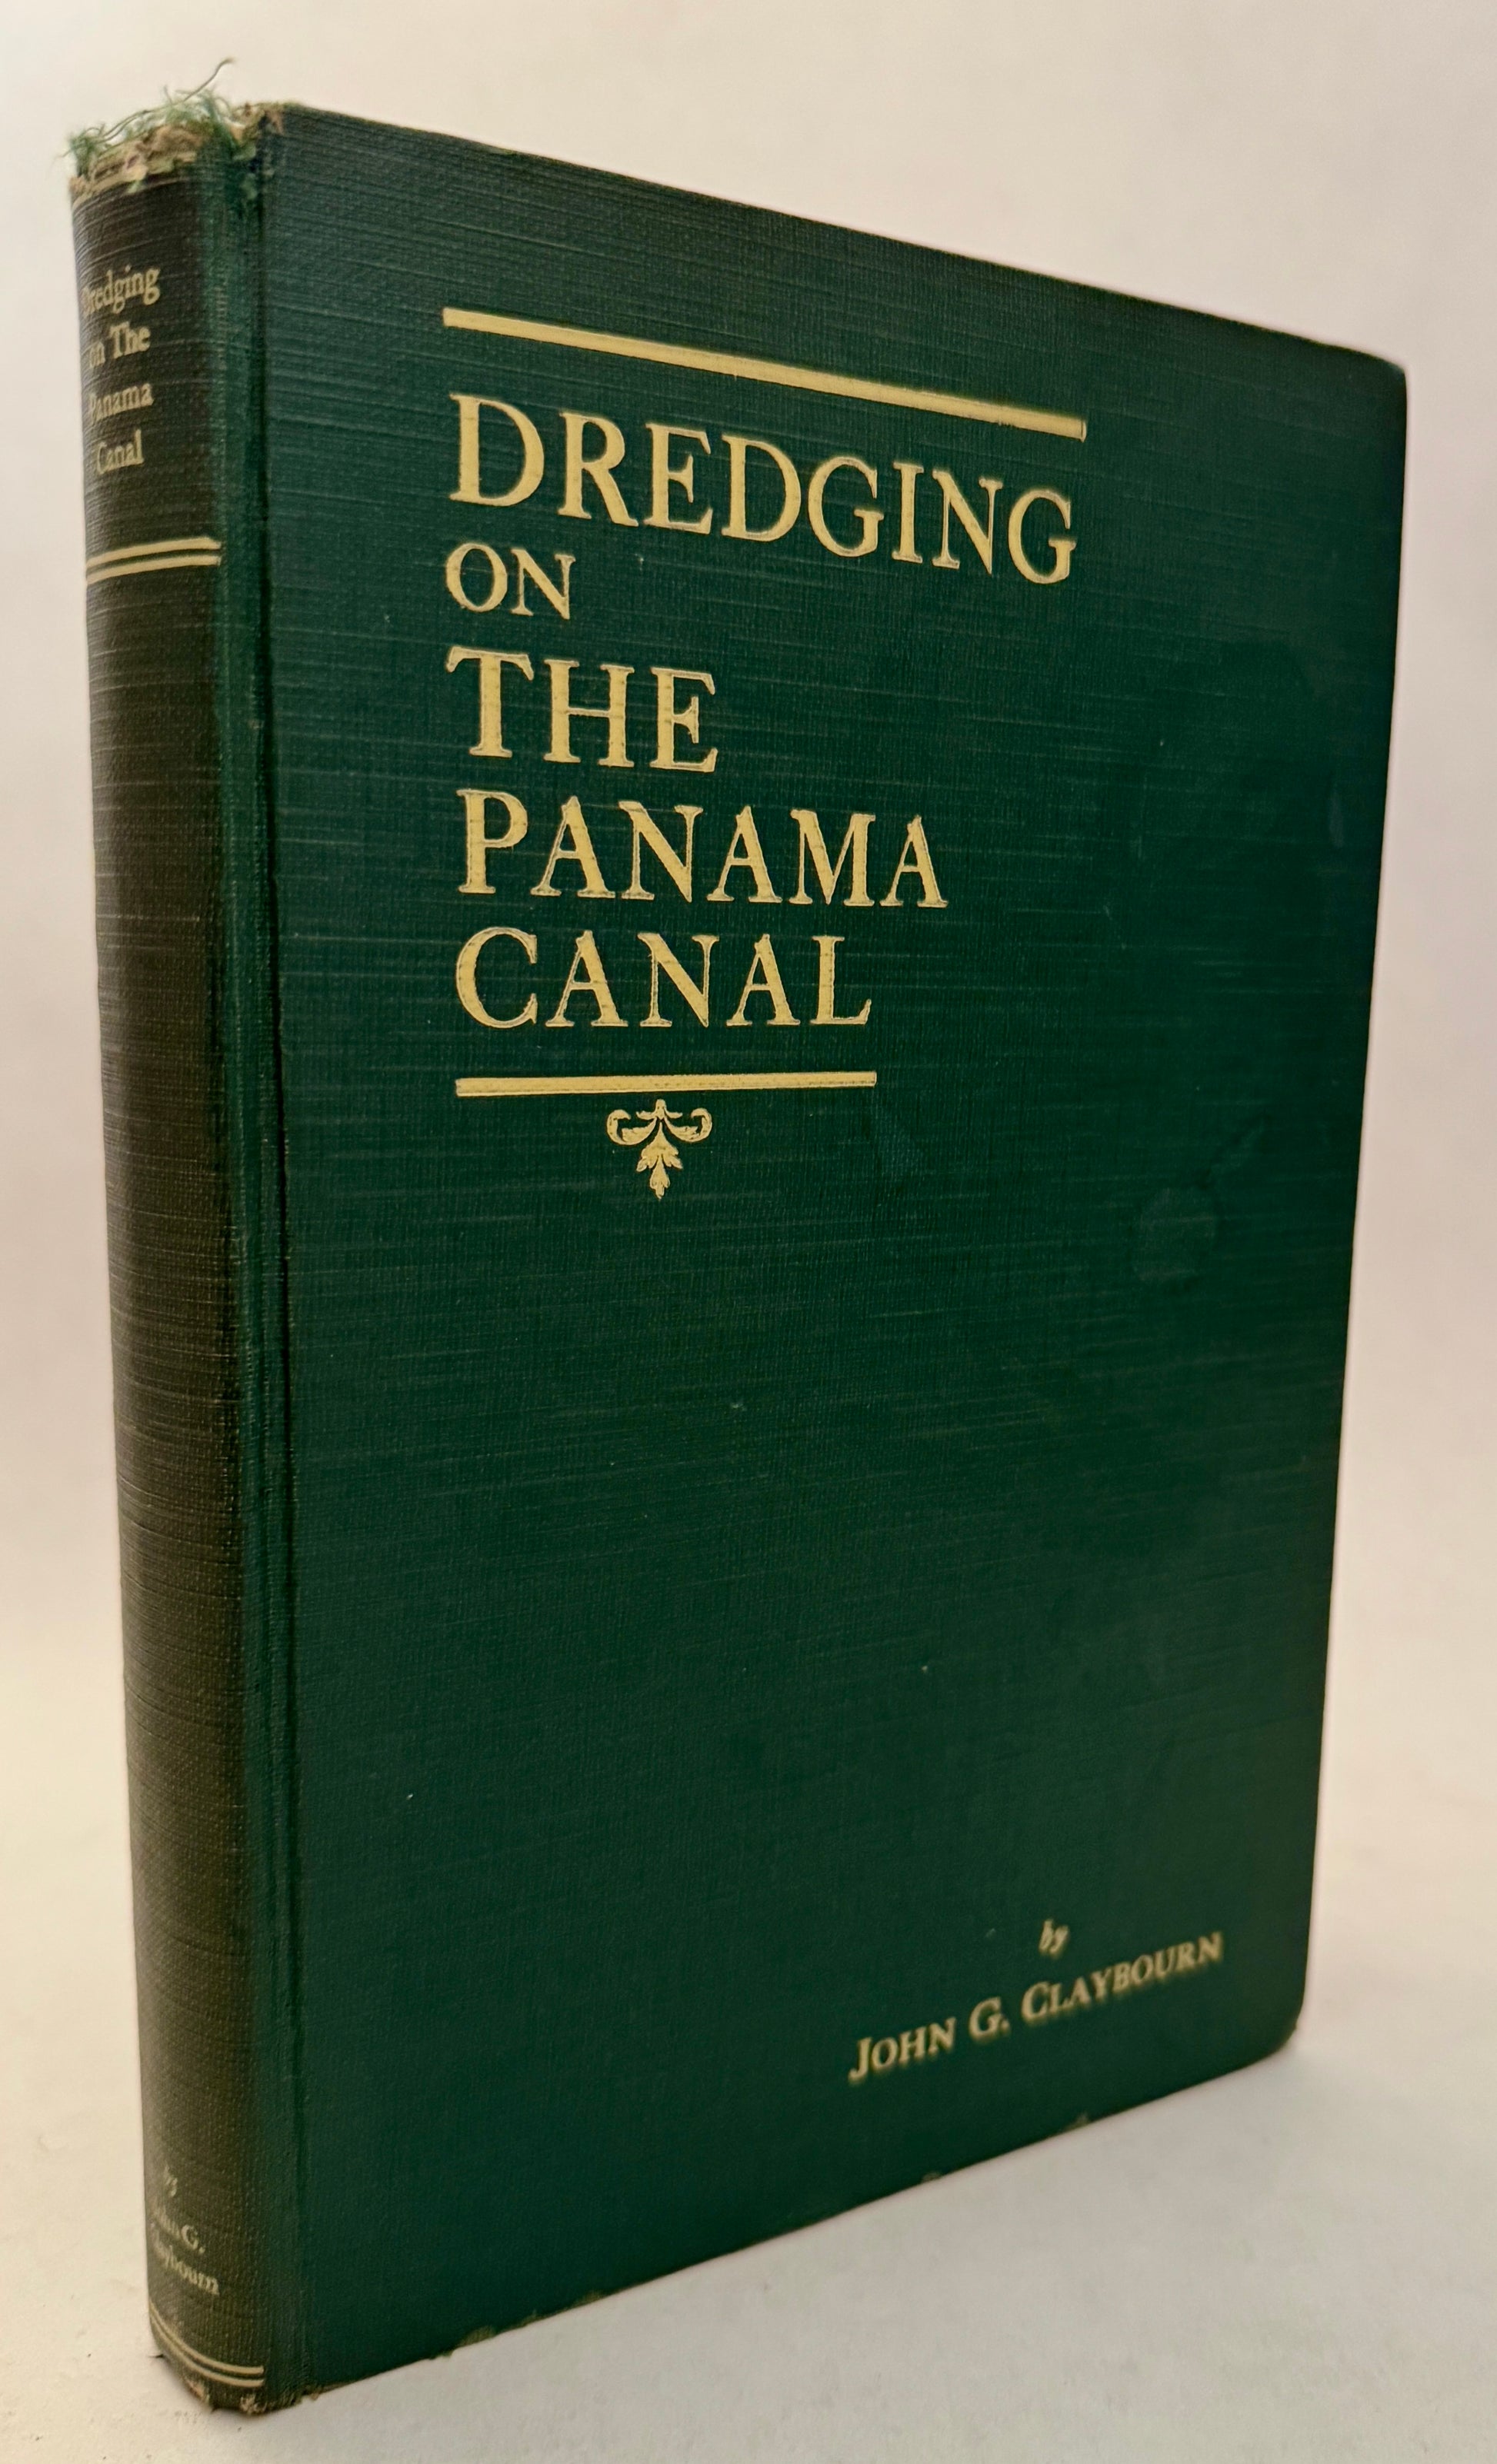 Dredging
on The
Panama
Canal
by
John G.
Claybourn
DREDGING
ON
THE
PANAMA
CANAL
by
JOHN G. CLAYBOURN